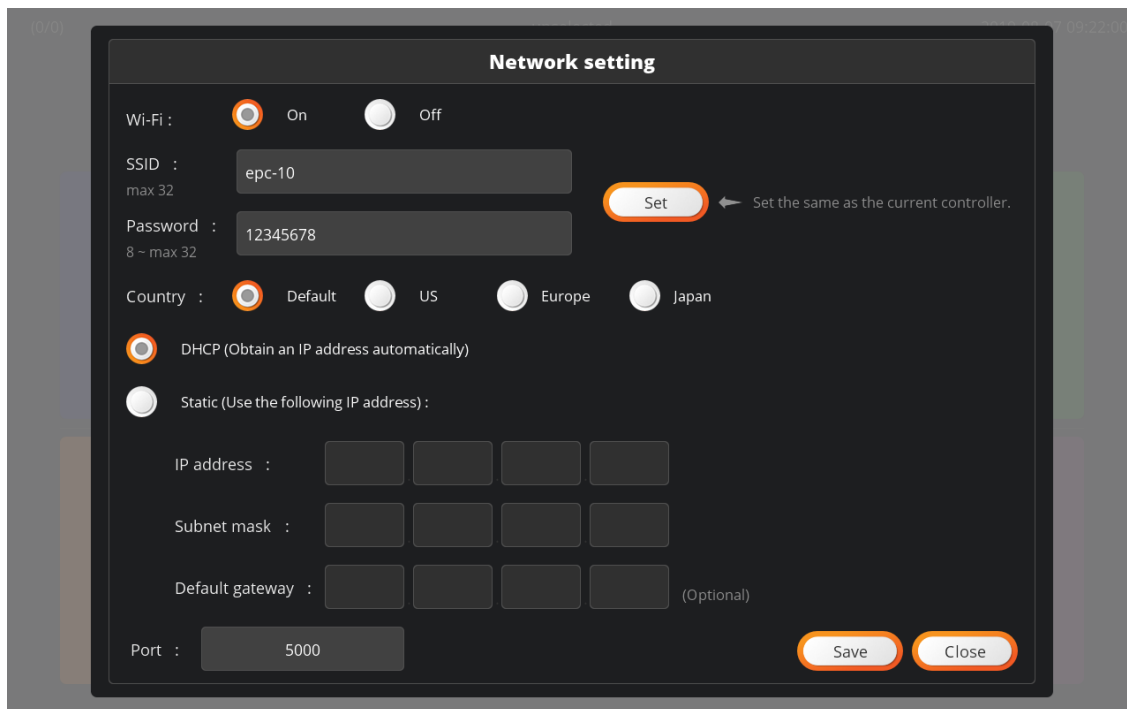 (0/0)
Network setting
Wi-Fi :
On
Off
SSID :
max 32
epc-10
Set
Set the same as the current controller.
Password :
8 ~ max 32
12345678
Country :
Default
US
Europe
Japan
DHCP (Obtain an IP address automatically)
Static (Use the following IP address) :
IP address :
Subnet mask :
Default gateway :
(Optional)
Port :
5000
Save
Close